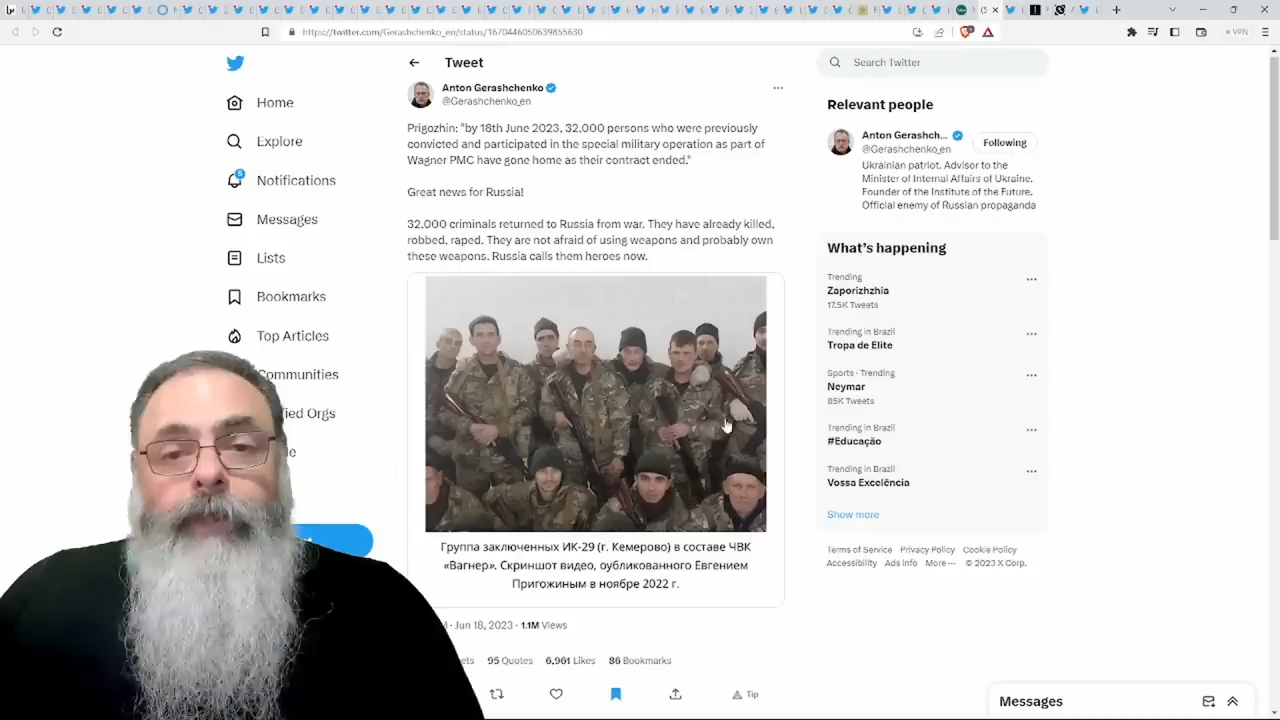 https://twitter.com/Gerashchenko_en/status/1670446050639855630
VPN
Home
Explore
6
Notifications
Messages
Lists
Bookmarks
Top Articles
Communities
fied Orgs
Tweet
Anton Gerashchenko
@Gerashchenko_en
Prigozhin: "by 18th June 2023, 32,000 persons who were previously
convicted and participated in the special military operation as part of
Wagner PMC have gone home as their contract ended."
Great news for Russia!
32,000 criminals returned to Russia from war. They have already killed,
robbed, raped. They are not afraid of using weapons and probably own
these weapons. Russia calls them heroes now.
Группа заключенных ИК-29 (г. Кемерово) в составе ЧВК
«Вагнер». Скриншот видео, опубликованного Евгением
Пригожиным в ноябре 2022 г.
· Jun 18, 2023 · 1.1M Views
ets 95 Quotes 6,961 Likes 86 Bookmarks
Tip
Search Twitter
Relevant people
Anton Gerashch...
@Gerashchenko_en
Following
Ukrainian patriot. Advisor to the
Minister of Internal Affairs of Ukraine.
Founder of the Institute of the Future.
Official enemy of Russian propaganda
What's happening
Trending
Zaporizhzhia
17.5K Tweets
Trending in Brazil
Tropa de Elite
Sports · Trending
Neymar
85K Tweets
Trending in Brazil
#Educação
Trending in Brazil
Vossa Excelência
Show more
Terms of Service Privacy Policy Cookie Policy
Accessibility Ads info More ··· © 2023 X Corp.
Messages